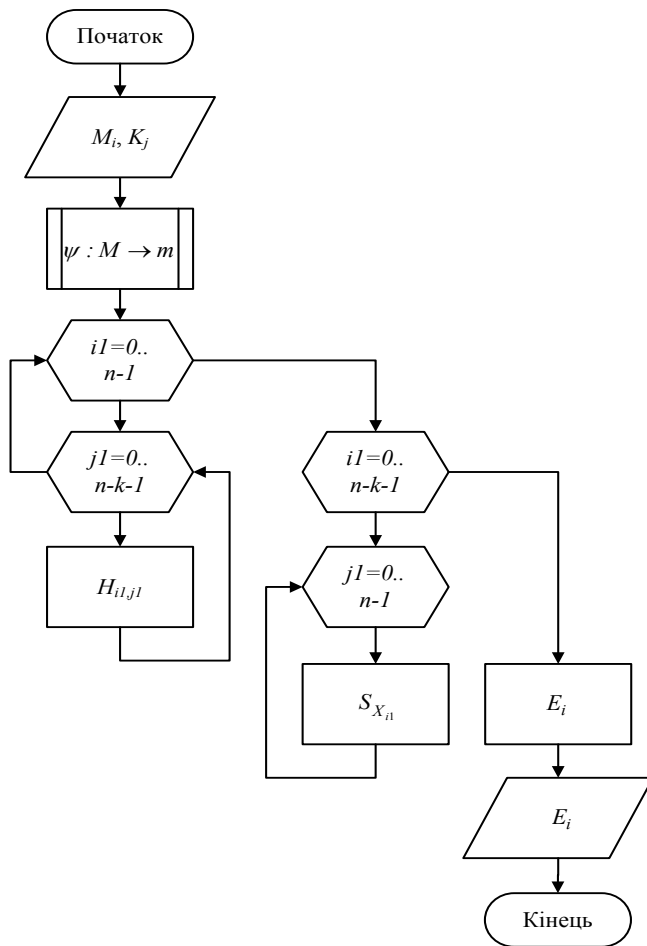 Початок
M_i, K_j
ψ : M → m
i1=0..
n-1
j1=0..
n-k-1
H_{i1,j1}
i1=0..
n-k-1
j1=0..
n-1
S_{X_{i1}}
E_i
E_i
Кінець